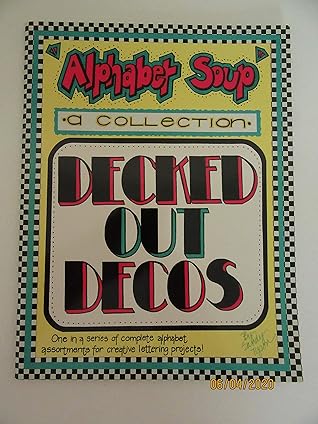 Alphabet Soup
·a COLLECTION·
DECKED
OUT
DECOS
One in a series of complete alphabet
assortments for creative lettering projects!
By
06/04/2020